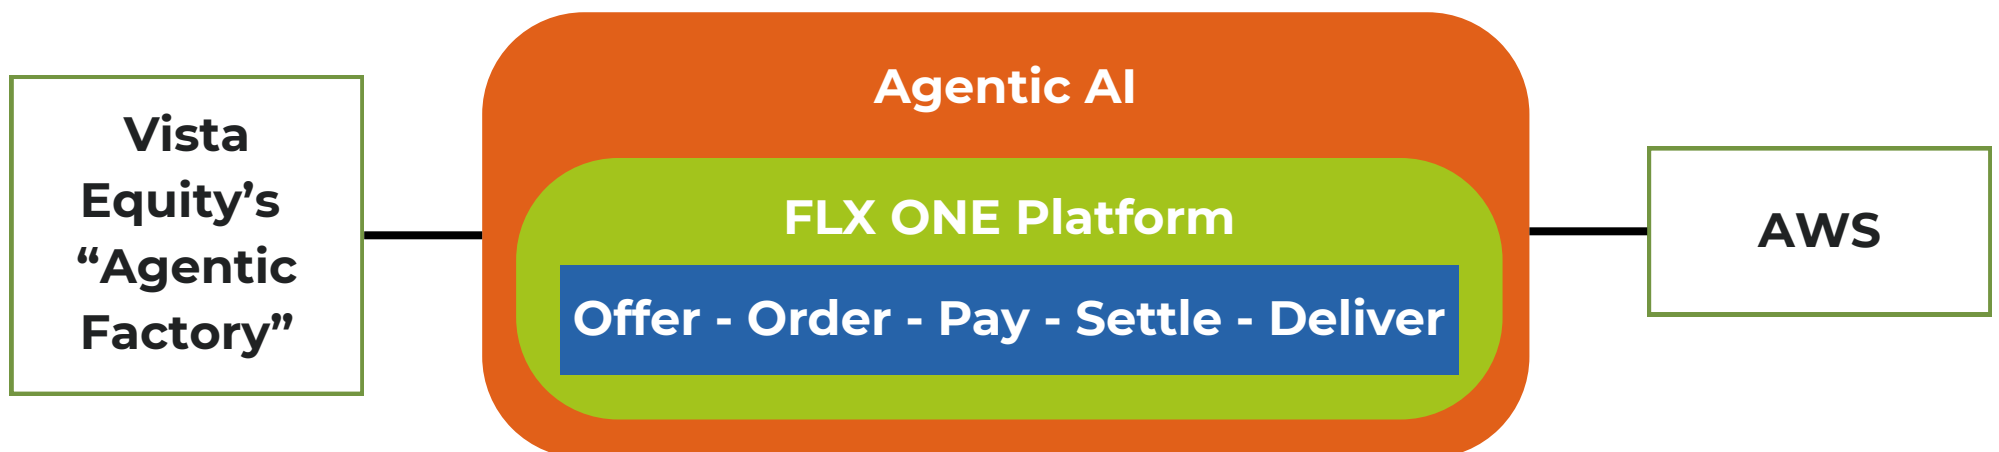 Vista
Equity’s
“Agentic
Factory”
Agentic AI
FLX ONE Platform
Offer - Order - Pay - Settle - Deliver
AWS